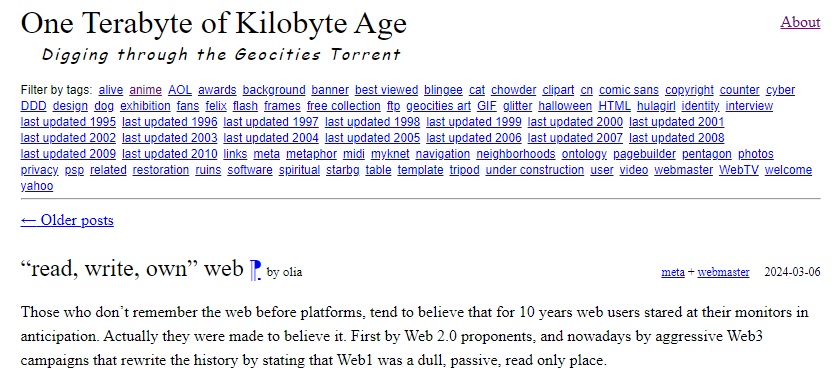 One Terabyte of Kilobyte Age
About
Digging through the Geocities Torrent
Filter by tags: alive anime AOL awards background banner best viewed blingee cat chowder clipart cn comic sans copyright counter cyber
DDD design dog exhibition fans felix flash frames free collection ftp geocities art GIF glitter halloween HTML hulagirl identity interview
last updated 1995 last updated 1996 last updated 1997 last updated 1998 last updated 1999 last updated 2000 last updated 2001
last updated 2002 last updated 2003 last updated 2004 last updated 2005 last updated 2006 last updated 2007 last updated 2008
last updated 2009 last updated 2010 links meta metaphor midi myknet navigation neighborhoods ontology pagebuilder pentagon photos
privacy psp related restoration ruins software spiritual starbg table template tripod under construction user video webmaster WebTV welcome
yahoo
← Older posts
“read, write, own” web ⁋ by olia
meta + webmaster 2024-03-06
Those who don’t remember the web before platforms, tend to believe that for 10 years web users stared at their monitors in
anticipation. Actually they were made to believe it. First by Web 2.0 proponents, and nowadays by aggressive Web3
campaigns that rewrite the history by stating that Web1 was a dull, passive, read only place.